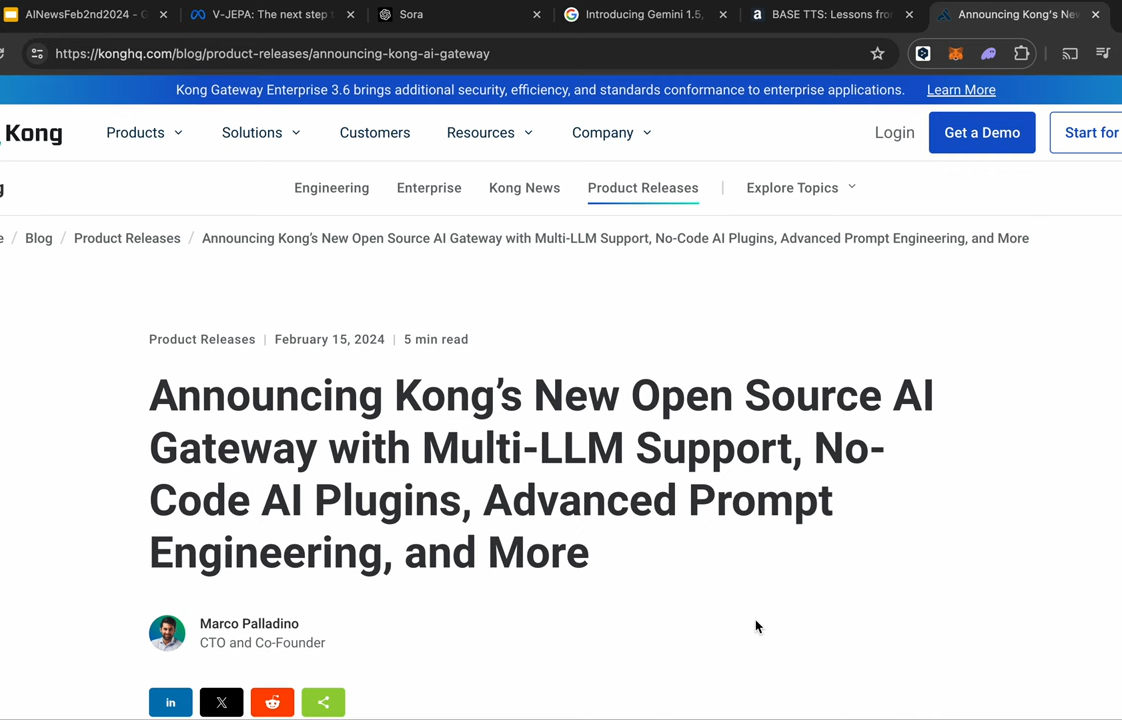 AINewsFeb2nd2024 - G
V-JEPA: The next step t
Sora
Introducing Gemini 1.5,
BASE TTS: Lessons fro
Announcing Kong's Ne
https://konghq.com/blog/product-releases/announcing-kong-ai-gateway
Kong Gateway Enterprise 3.6 brings additional security, efficiency, and standards conformance to enterprise applications. Learn More
Kong
Products
Solutions
Customers
Resources
Company
Login
Get a Demo
Start for
g
Engineering
Enterprise
Kong News
Product Releases
|
Explore Topics
e / Blog / Product Releases / Announcing Kong’s New Open Source AI Gateway with Multi-LLM Support, No-Code AI Plugins, Advanced Prompt Engineering, and More
Product Releases | February 15, 2024 | 5 min read
Announcing Kong’s New Open Source AI
Gateway with Multi-LLM Support, No-
Code AI Plugins, Advanced Prompt
Engineering, and More
Marco Palladino
CTO and Co-Founder
in
X